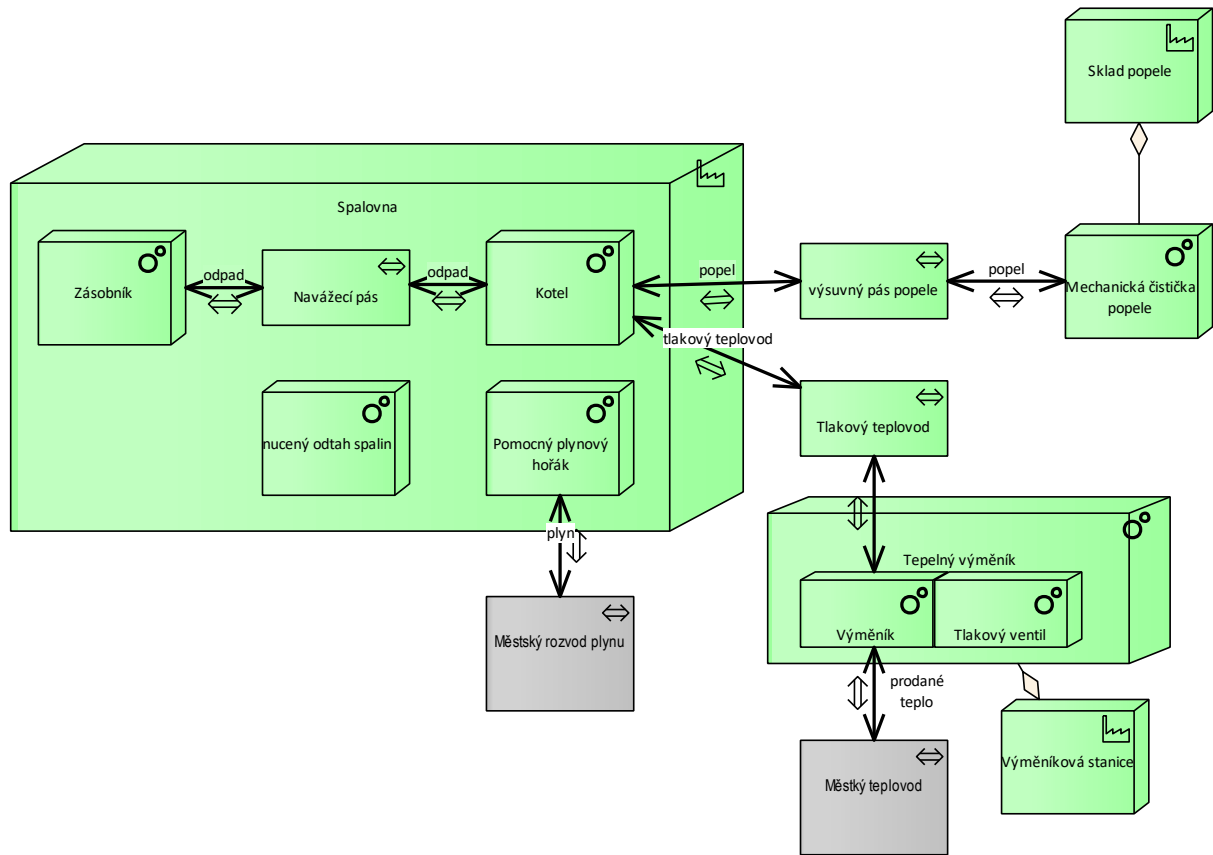 Sklad popele
Spalovna
Zásobník
odpad
Navážecí pás
odpad
Kotel
popel
výsuvný pás popele
popel
Mechanická čistička
popele
tlakový teplovod
Tlakový teplovod
nucený odtah spalin
Pomocný plynový
hořák
plyn
Městský rozvod plynu
Tepelný výměník
Výměník
Tlakový ventil
prodané
teplo
Výměníková stanice
Městký teplovod